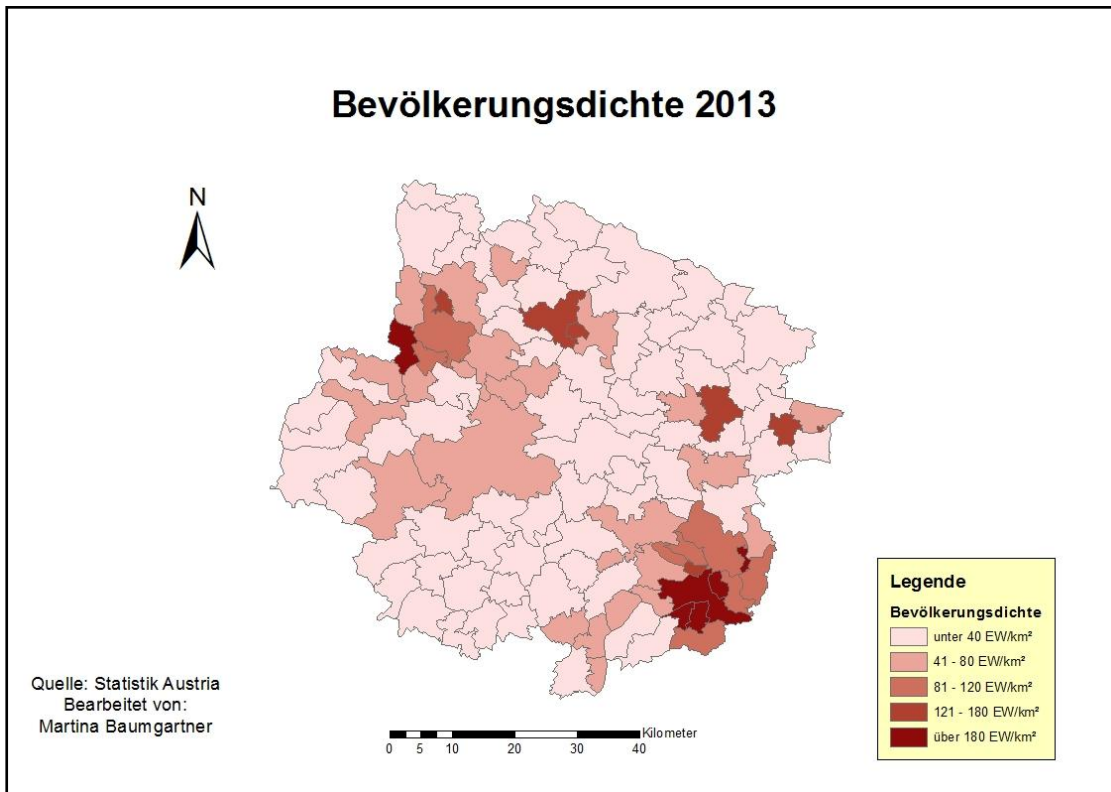 Bevölkerungsdichte 2013
N
Legende
Bevölkerungsdichte
unter 40 EW/km²
41 - 80 EW/km²
81 - 120 EW/km²
121 - 180 EW/km²
über 180 EW/km²
Quelle: Statistik Austria
Bearbeitet von:
Martina Baumgartner
Kilometer
0 5 10 20 30 40